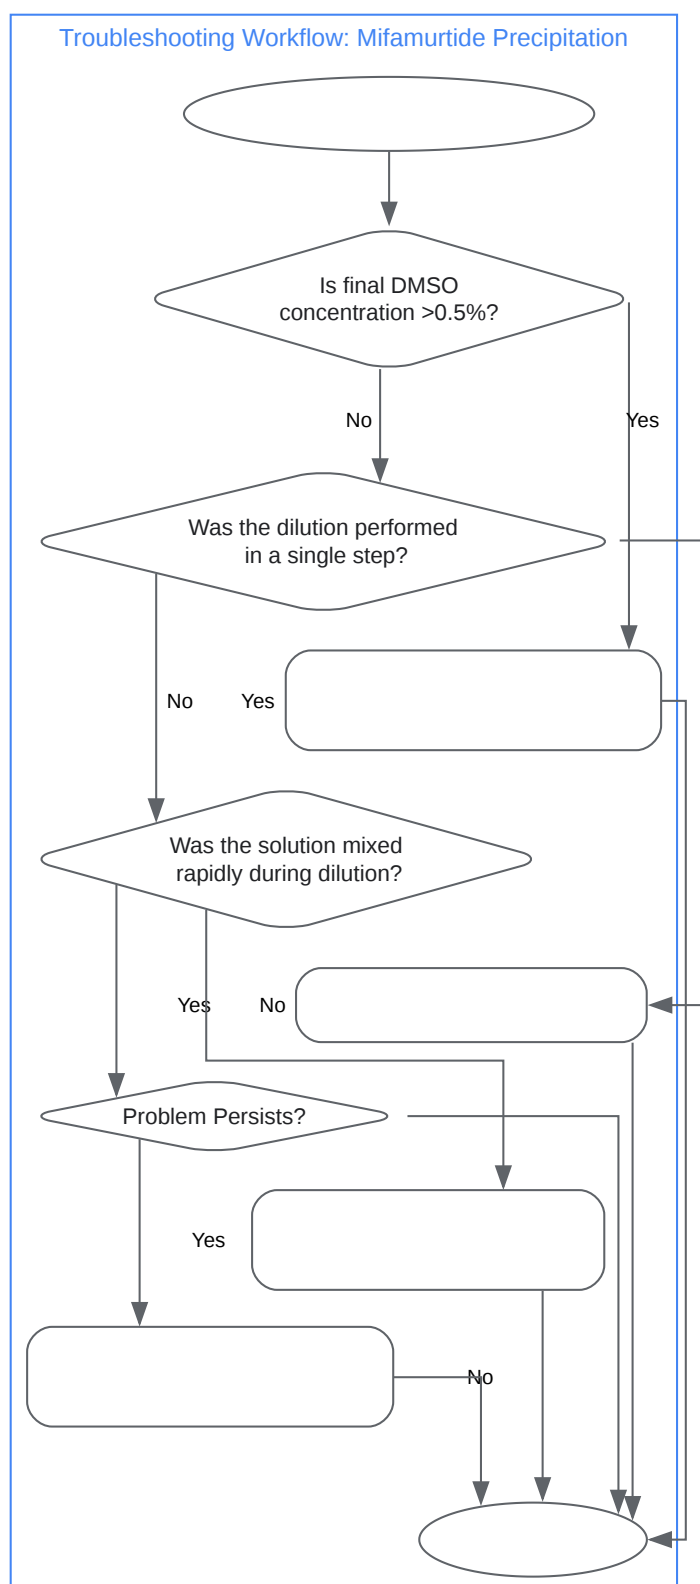 Troubleshooting Workflow: Mifamurtide Precipitation
Is final DMSO
concentration >0.5%?
No
Yes
Was the dilution performed
in a single step?
No
Yes
Was the solution mixed
rapidly during dilution?
Yes
No
Problem Persists?
Yes
No